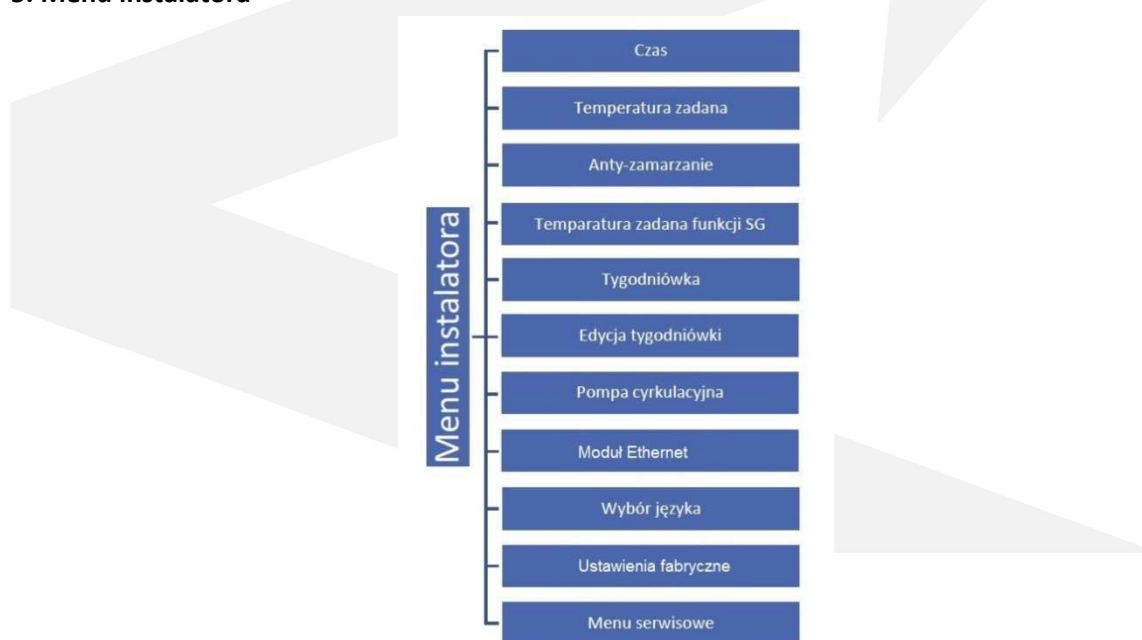 Menu instalatora
Czas
Temperatura zadana
Anty-zamarzanie
Temparatura zadana funkcji SG
Tygodniówka
Edycja tygodniówki
Pompa cyrkulacyjna
Moduł Ethernet
Wybór języka
Ustawienia fabryczne
Menu serwisowe